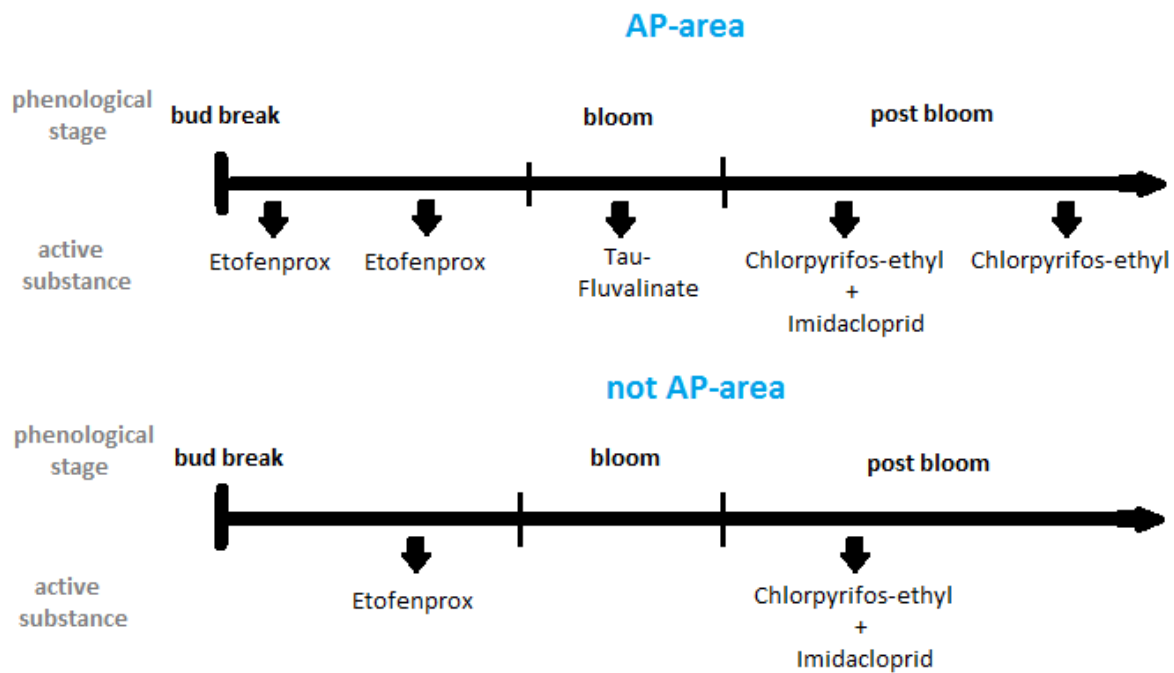 AP-area
phenological
stage
bud break
bloom
post bloom
active
substance
Etofenprox
Etofenprox
Tau-
Fluvalinate
Chlorpyrifos-ethyl
+
Imidacloprid
Chlorpyrifos-ethyl
not AP-area
phenological
stage
bud break
bloom
post bloom
active
substance
Etofenprox
Chlorpyrifos-ethyl
+
Imidacloprid